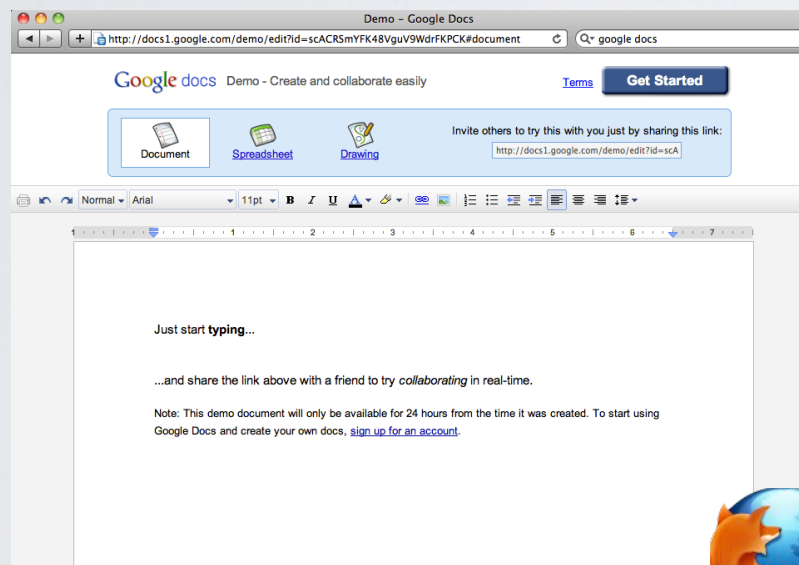 Demo – Google Docs
http://docs1.google.com/demo/edit?id=scACRSmYFK48VguV9WdrFKPCK#document
google docs
Google docs Demo - Create and collaborate easily
Terms
Get Started
Document
Spreadsheet
Drawing
Invite others to try this with you just by sharing this link:
http://docs1.google.com/demo/edit?id=scA
Normal Arial 11pt B I U A
1 1 2 3 4 5 6 7
Just start typing...
...and share the link above with a friend to try collaborating in real-time.
Note: This demo document will only be available for 24 hours from the time it was created. To start using
Google Docs and create your own docs, sign up for an account.